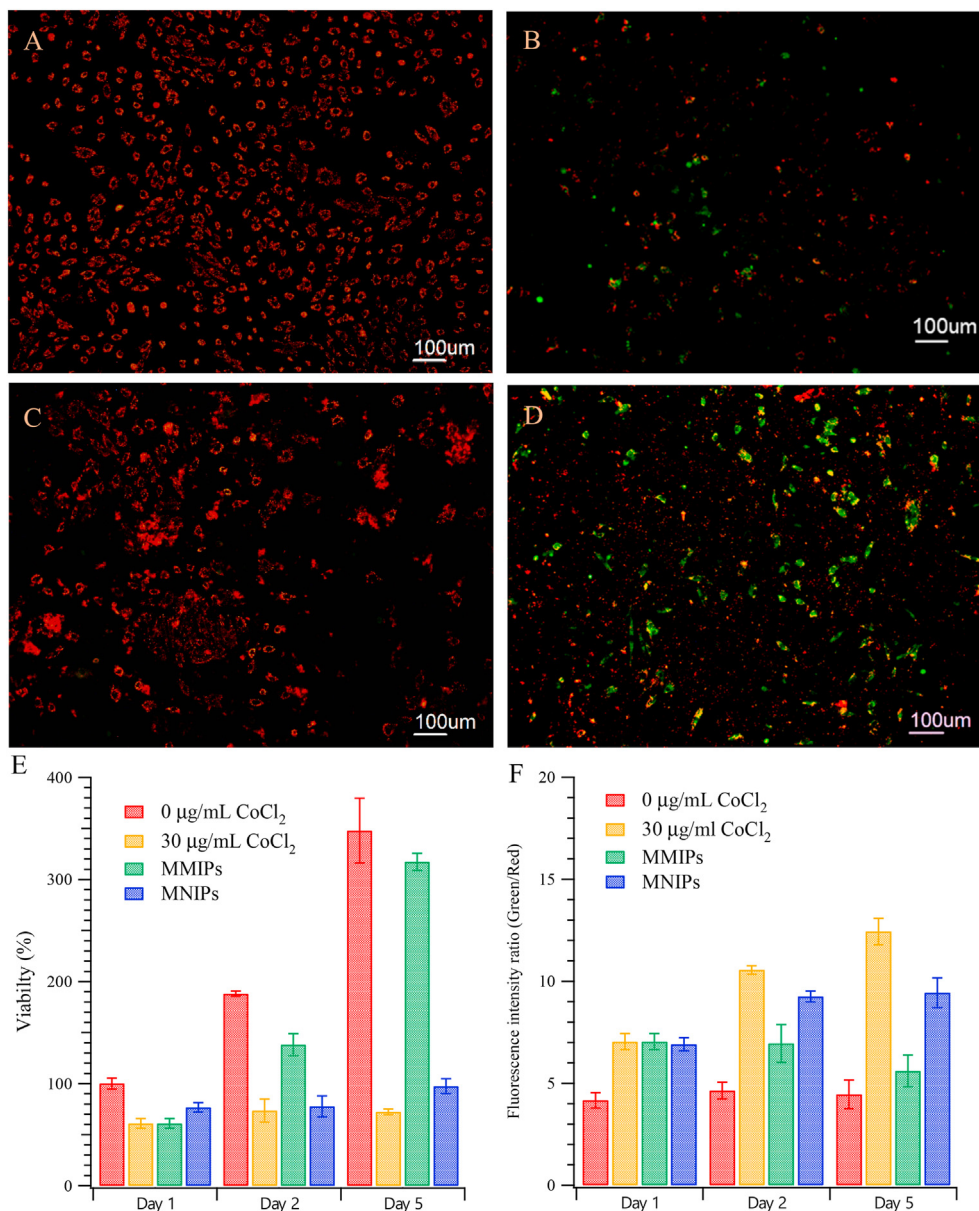 A
B
100um
100um
C
D
100um
100um
E
F
400
300
200
100
0
Viabilty (%)
0 μg/mL CoCl2
30 μg/mL CoCl2
MMIPs
MNIPs
Day 1
Day 2
Day 5
20
15
10
5
0
Fluorescence intensity ratio (Green/Red)
0 μg/mL CoCl2
30 μg/ml CoCl2
MMIPs
MNIPs
Day 1
Day 2
Day 5